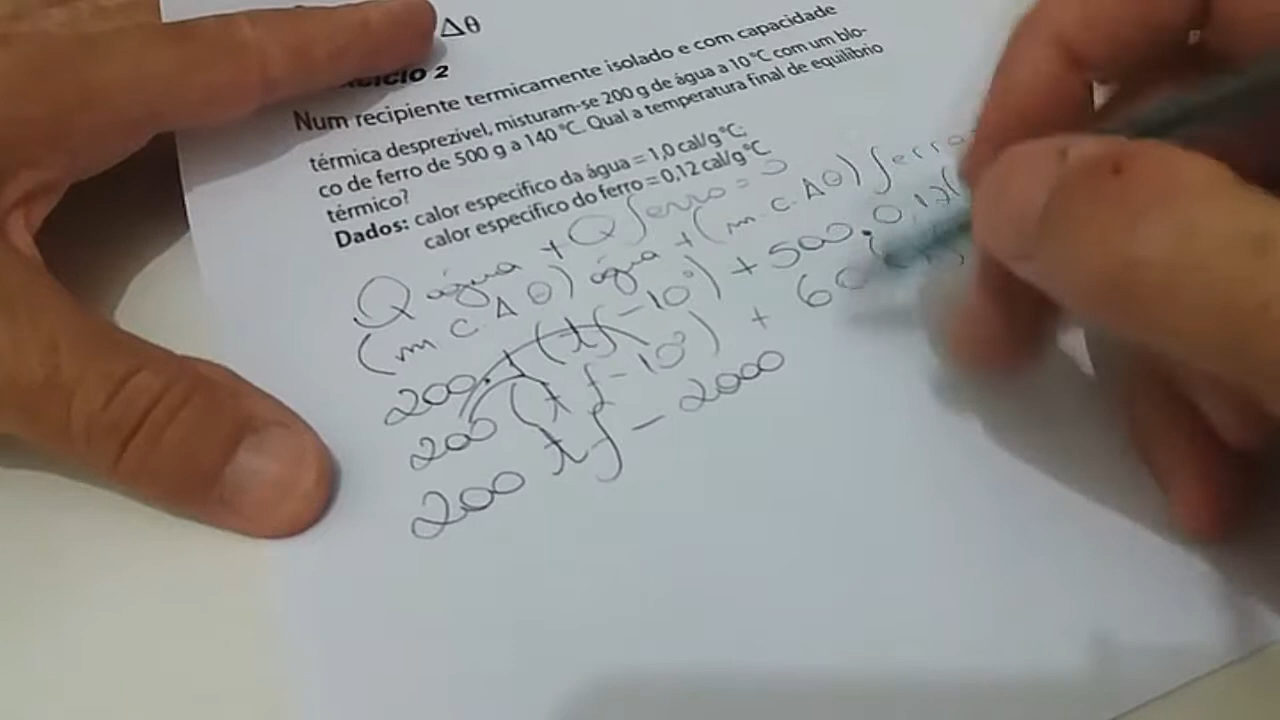 Δθ
cício 2
Num recipiente termicamente isolado e com capacidade
térmica desprezível, misturam-se 200 g de água a 10 °C com um blo-
co de ferro de 500 g a 140 °C. Qual a temperatura final de equilíbrio
térmico?
Dados: calor específico da água = 1,0 cal/g °C;
calor específico do ferro = 0,12 cal/g °C
Q água + Q ferro = 0
(m c. Δθ) água + (m. c. Δθ) ferro
200. 1 (tf - 10°) + 500. 0,12(
200 (tf - 10°) + 60 (
200 tf - 2000